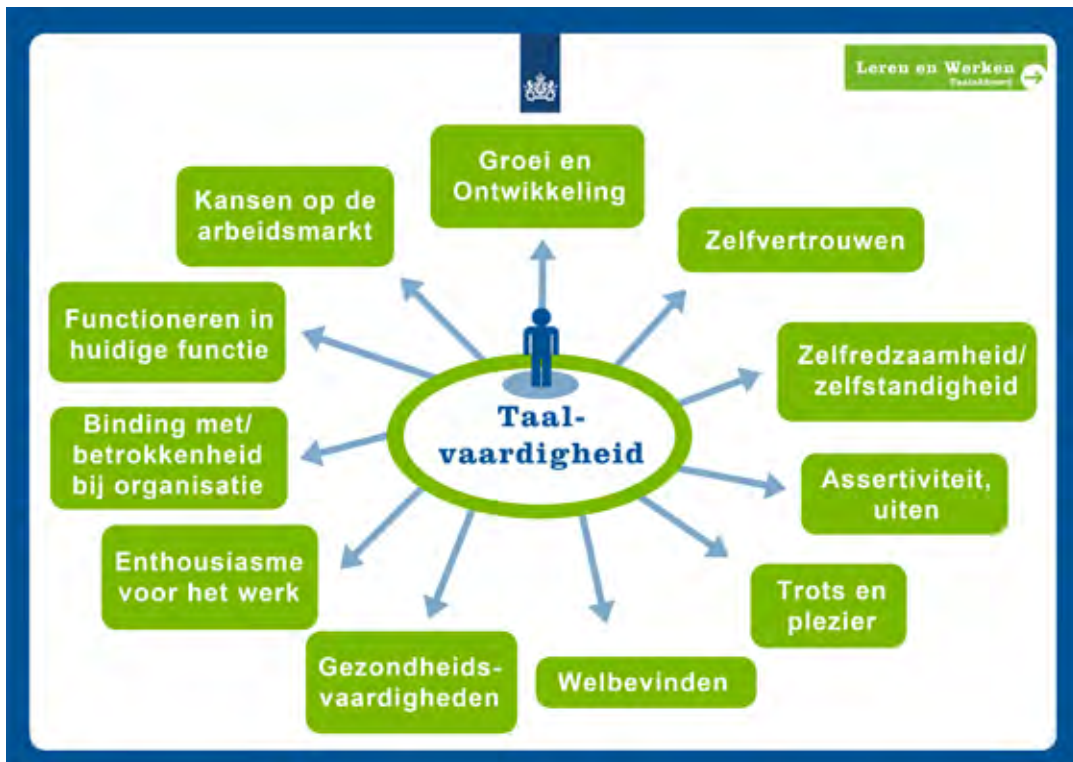 Leren en Werken
Taalakkoord
Groei en
Ontwikkeling
Kansen op de
arbeidsmarkt
Zelfvertrouwen
Functioneren in
huidige functie
Zelfredzaamheid/
zelfstandigheid
Taal-
vaardigheid
Binding met/
betrokkenheid
bij organisatie
Assertiviteit,
uiten
Enthousiasme
voor het werk
Trots en
plezier
Gezondheids-
vaardigheden
Welbevinden